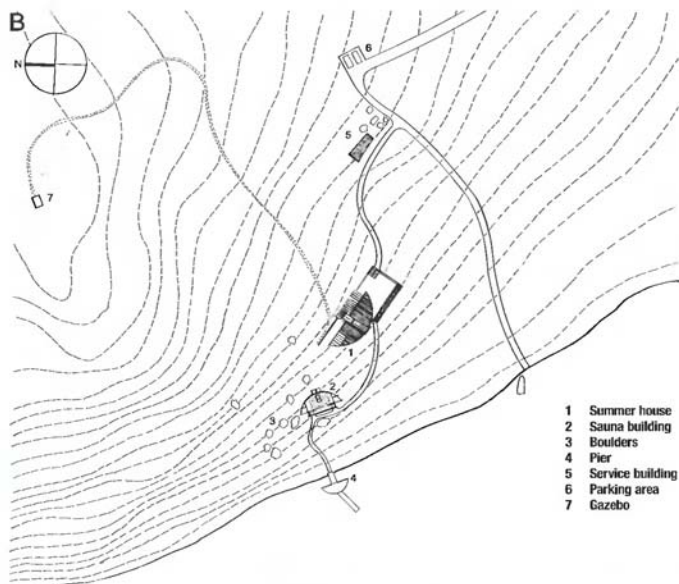 B
N
6
5
7
1
2
3
4
1 Summer house
2 Sauna building
3 Boulders
4 Pier
5 Service building
6 Parking area
7 Gazebo